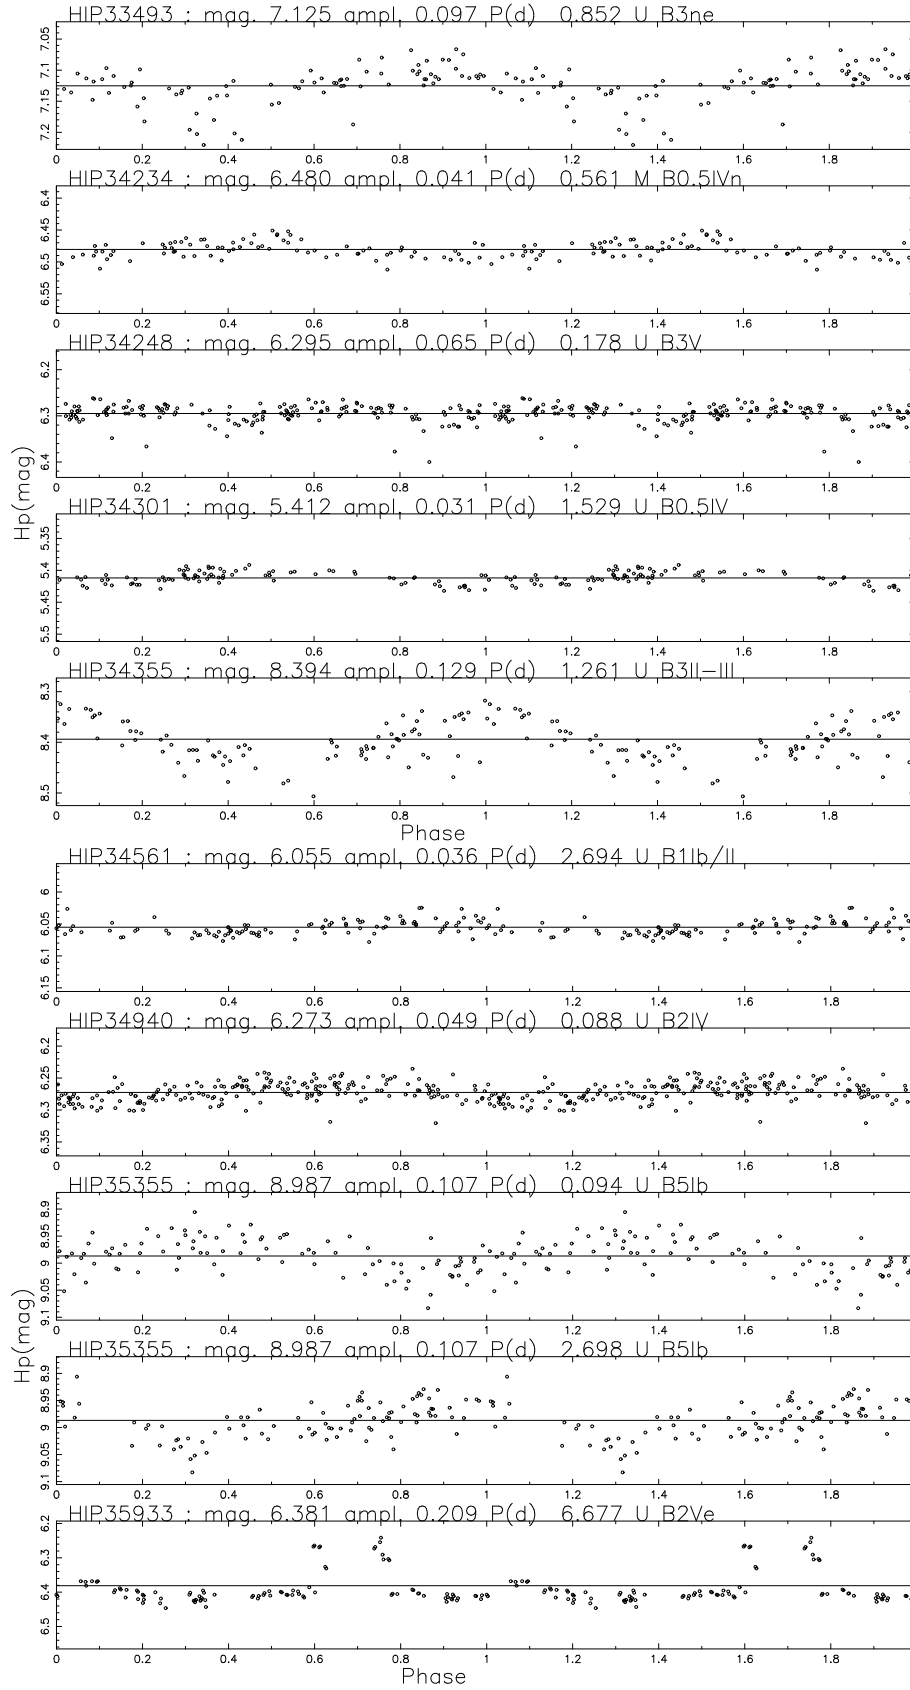 HIP33493 : mag. 7.125 ampl. 0.097 P(d) 0.852 U B3ne
7.05
7.1
7.15
7.2
0 0.2 0.4 0.6 0.8 1 1.2 1.4 1.6 1.8
HIP34234 : mag. 6.480 ampl. 0.041 P(d) 0.561 M B0.5IVn
6.4
6.45
6.5
6.55
0 0.2 0.4 0.6 0.8 1 1.2 1.4 1.6 1.8
HIP34248 : mag. 6.295 ampl. 0.065 P(d) 0.178 U B3V
6.2
6.3
6.4
0 0.2 0.4 0.6 0.8 1 1.2 1.4 1.6 1.8
Hp(mag)
HIP34301 : mag. 5.412 ampl. 0.031 P(d) 1.529 U B0.5IV
5.35
5.4
5.45
5.5
0 0.2 0.4 0.6 0.8 1 1.2 1.4 1.6 1.8
HIP34355 : mag. 8.394 ampl. 0.129 P(d) 1.261 U B3II-III
8.3
8.4
8.5
0 0.2 0.4 0.6 0.8 1 1.2 1.4 1.6 1.8
Phase
HIP34561 : mag. 6.055 ampl. 0.036 P(d) 2.694 U B1Ib/II
6
6.05
6.1
6.15
0 0.2 0.4 0.6 0.8 1 1.2 1.4 1.6 1.8
HIP34940 : mag. 6.273 ampl. 0.049 P(d) 0.088 U B2IV
6.2
6.25
6.3
6.35
0 0.2 0.4 0.6 0.8 1 1.2 1.4 1.6 1.8
HIP35355 : mag. 8.987 ampl. 0.107 P(d) 0.094 U B5Ib
8.9
8.95
9
9.05
9.1
0 0.2 0.4 0.6 0.8 1 1.2 1.4 1.6 1.8
Hp(mag)
HIP35355 : mag. 8.987 ampl. 0.107 P(d) 2.698 U B5Ib
8.9
8.95
9
9.05
9.1
0 0.2 0.4 0.6 0.8 1 1.2 1.4 1.6 1.8
HIP35933 : mag. 6.381 ampl. 0.209 P(d) 6.677 U B2Ve
6.2
6.3
6.4
6.5
0 0.2 0.4 0.6 0.8 1 1.2 1.4 1.6 1.8
Phase